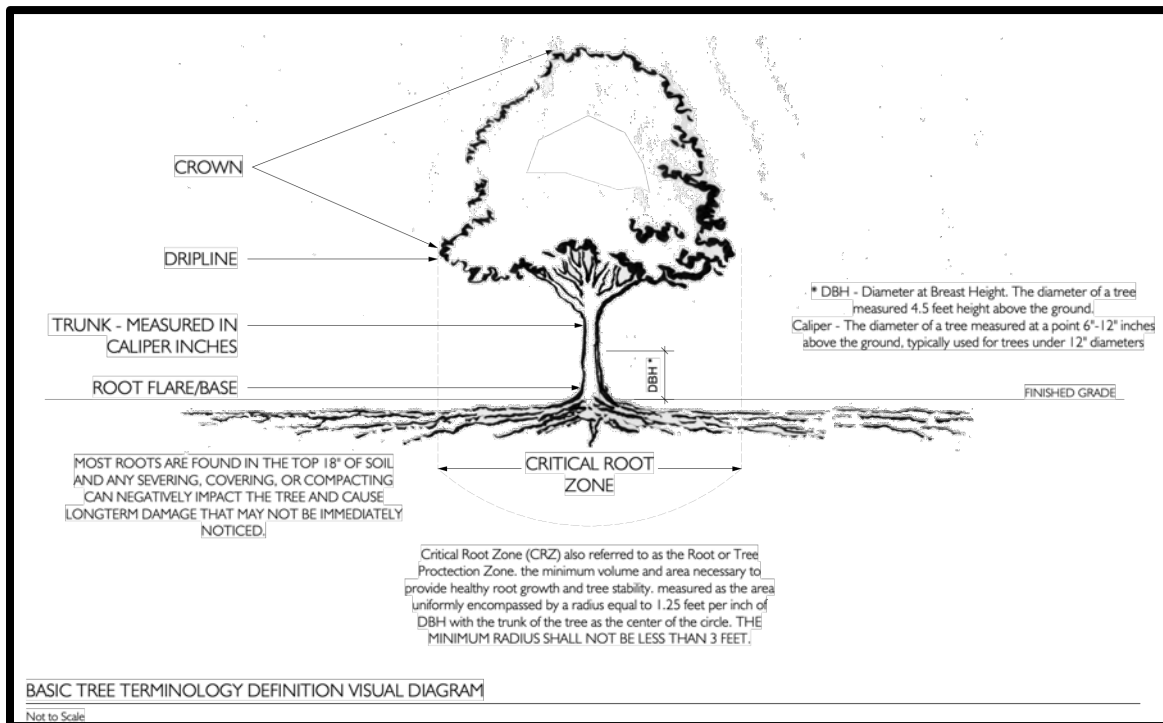 CROWN
DRIPLINE
TRUNK - MEASURED IN
CALIPER INCHES
ROOT FLARE/BASE
* DBH - Diameter at Breast Height. The diameter of a tree
measured 4.5 feet height above the ground.
Caliper - The diameter of a tree measured at a point 6"-12" inches
above the ground, typically used for trees under 12" diameters
DBH *
FINISHED GRADE
MOST ROOTS ARE FOUND IN THE TOP 18" OF SOIL
AND ANY SEVERING, COVERING, OR COMPACTING
CAN NEGATIVELY IMPACT THE TREE AND CAUSE
LONGTERM DAMAGE THAT MAY NOT BE IMMEDIATELY
NOTICED.
CRITICAL ROOT
ZONE
Critical Root Zone (CRZ) also referred to as the Root or Tree
Proctection Zone. the minimum volume and area necessary to
provide healthy root growth and tree stability. measured as the area
uniformly encompassed by a radius equal to 1.25 feet per inch of
DBH with the trunk of the tree as the center of the circle. THE
MINIMUM RADIUS SHALL NOT BE LESS THAN 3 FEET.
BASIC TREE TERMINOLOGY DEFINITION VISUAL DIAGRAM
Not to Scale